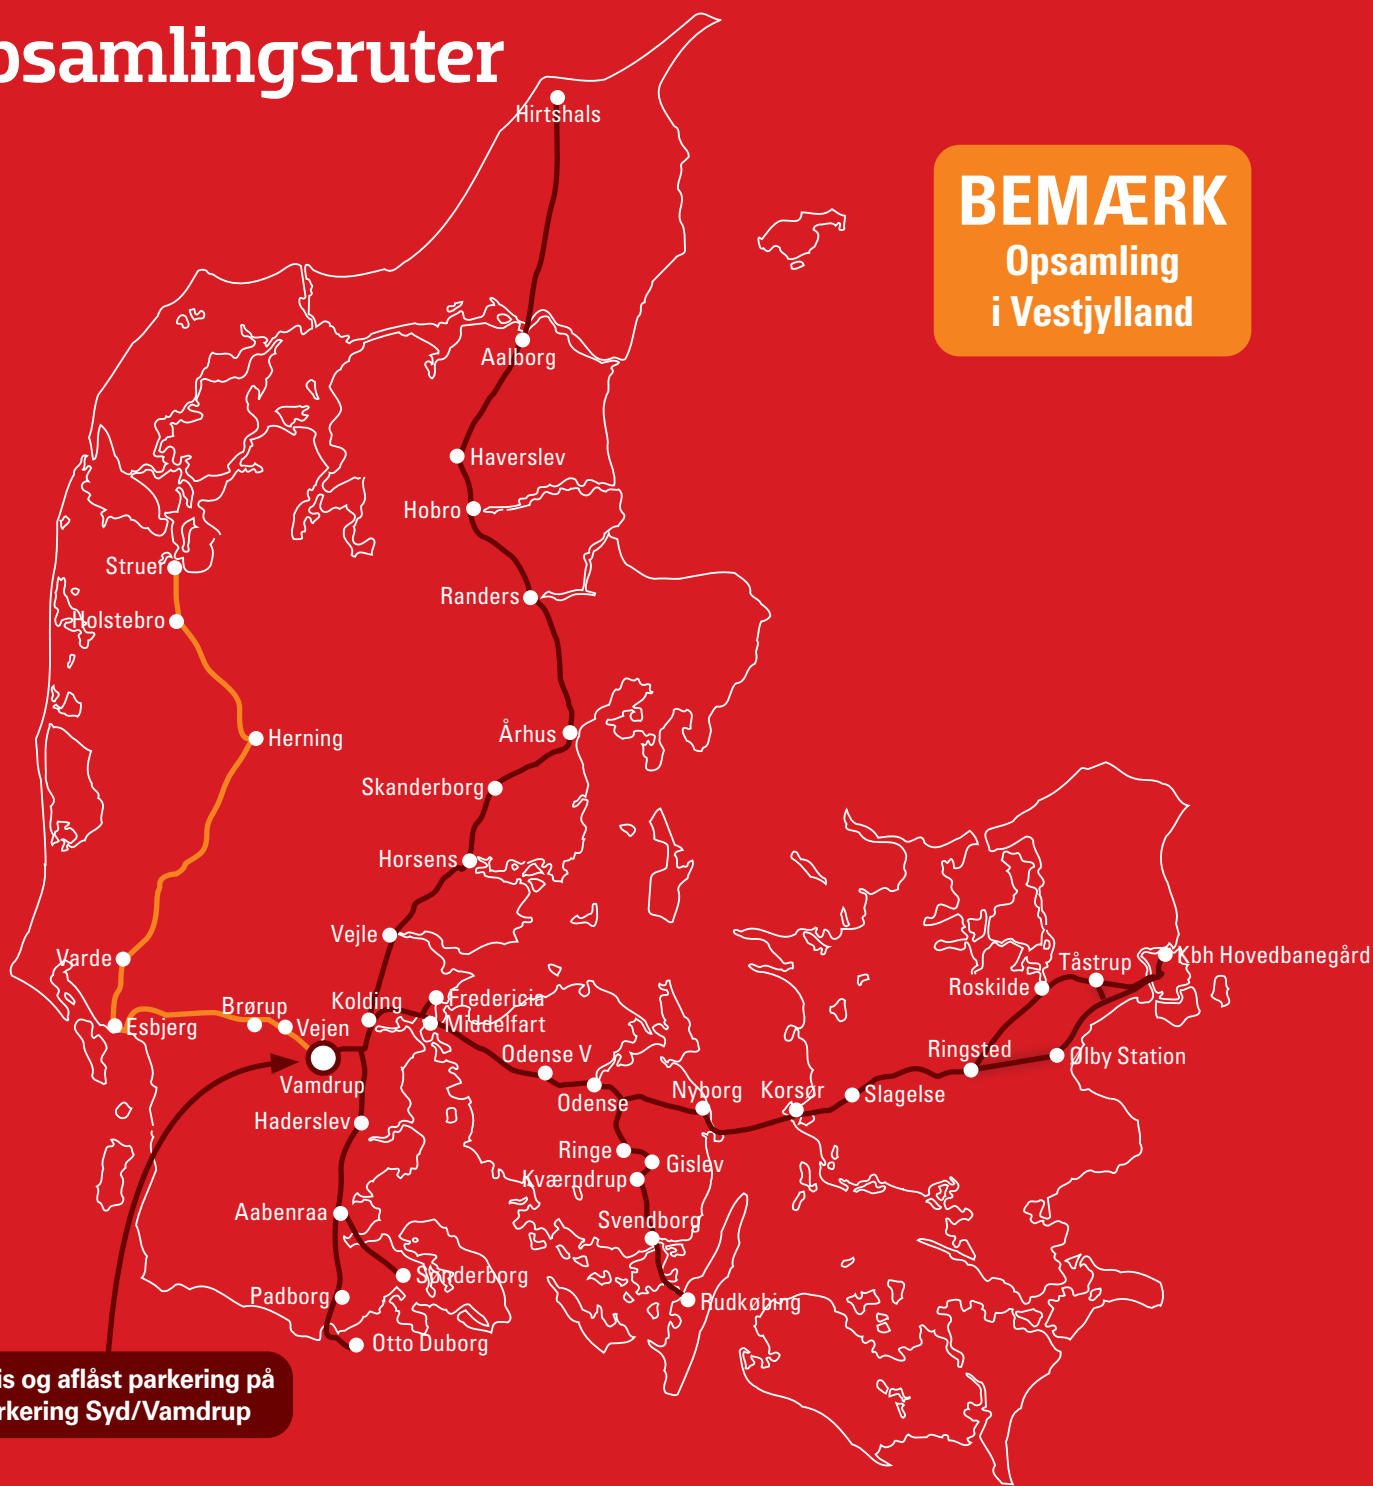 psamlingsruter
Hirtshals
BEMÆRK
Opsamling
i Vestjylland
Aalborg
Haverslev
Hobro
Struer
Randers
Holstebro
Århus
Herning
Skanderborg
Horsens
Vejle
Varde
Kbh Hovedbanegård
Tåstrup
Roskilde
Fredericia
Kolding
Brørup
Middelfart
Esbjerg
Vejen
Ringsted
Ølby Station
Odense V
Vamdrup
Nyborg
Korsør
Slagelse
Odense
Haderslev
Ringe
Gislev
Kværndrup
Aabenraa
Svendborg
Sønderborg
Padborg
Rudkøbing
Otto Duborg
is og aflåst parkering på
rkering Syd/Vamdrup